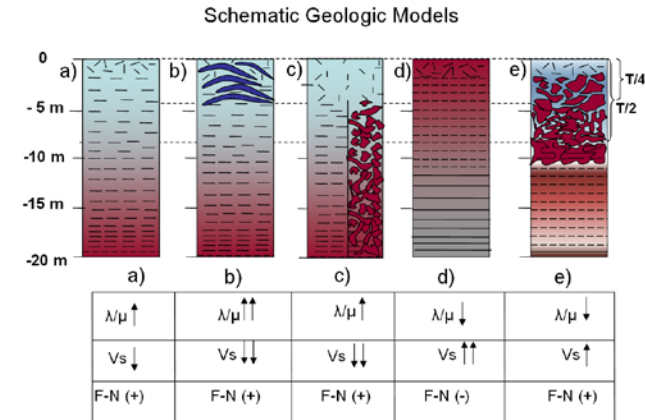 Schematic Geologic Models
0 a) b) c) d) e)
T/4
- 5 m T/2
-10 m
-15 m
-20 m
a) b) c) d) e)
λ/μ ↑ λ/μ ↑↑ λ/μ ↑ λ/μ ↓ λ/μ ↓
Vs ↓ Vs ↓↓ Vs ↓↓ Vs ↑↑ Vs ↑
F-N (+) F-N (+) F-N (+) F-N (-) F-N (+)